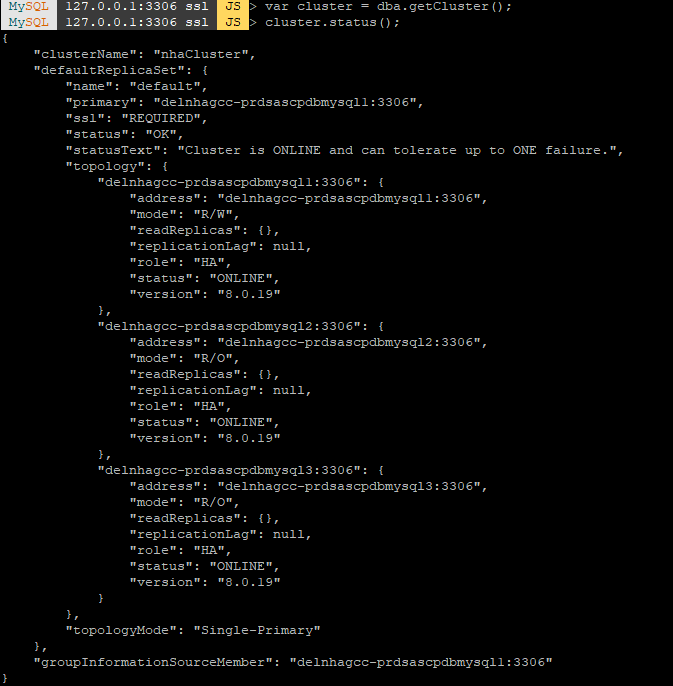 MySQL 127.0.0.1:3306 ssl JS > var cluster = dba.getCluster();
MySQL 127.0.0.1:3306 ssl JS > cluster.status();
{
    "clusterName": "nhaCluster",
    "defaultReplicaSet": {
        "name": "default",
        "primary": "delnhagcc-prdsascpdbmysql1:3306",
        "ssl": "REQUIRED",
        "status": "OK",
        "statusText": "Cluster is ONLINE and can tolerate up to ONE failure.",
        "topology": {
            "delnhagcc-prdsascpdbmysql1:3306": {
                "address": "delnhagcc-prdsascpdbmysql1:3306",
                "mode": "R/W",
                "readReplicas": {},
                "replicationLag": null,
                "role": "HA",
                "status": "ONLINE",
                "version": "8.0.19"
            },
            "delnhagcc-prdsascpdbmysql2:3306": {
                "address": "delnhagcc-prdsascpdbmysql2:3306",
                "mode": "R/O",
                "readReplicas": {},
                "replicationLag": null,
                "role": "HA",
                "status": "ONLINE",
                "version": "8.0.19"
            },
            "delnhagcc-prdsascpdbmysql3:3306": {
                "address": "delnhagcc-prdsascpdbmysql3:3306",
                "mode": "R/O",
                "readReplicas": {},
                "replicationLag": null,
                "role": "HA",
                "status": "ONLINE",
                "version": "8.0.19"
            }
        },
        "topologyMode": "Single-Primary"
    },
    "groupInformationSourceMember": "delnhagcc-prdsascpdbmysql1:3306"
}